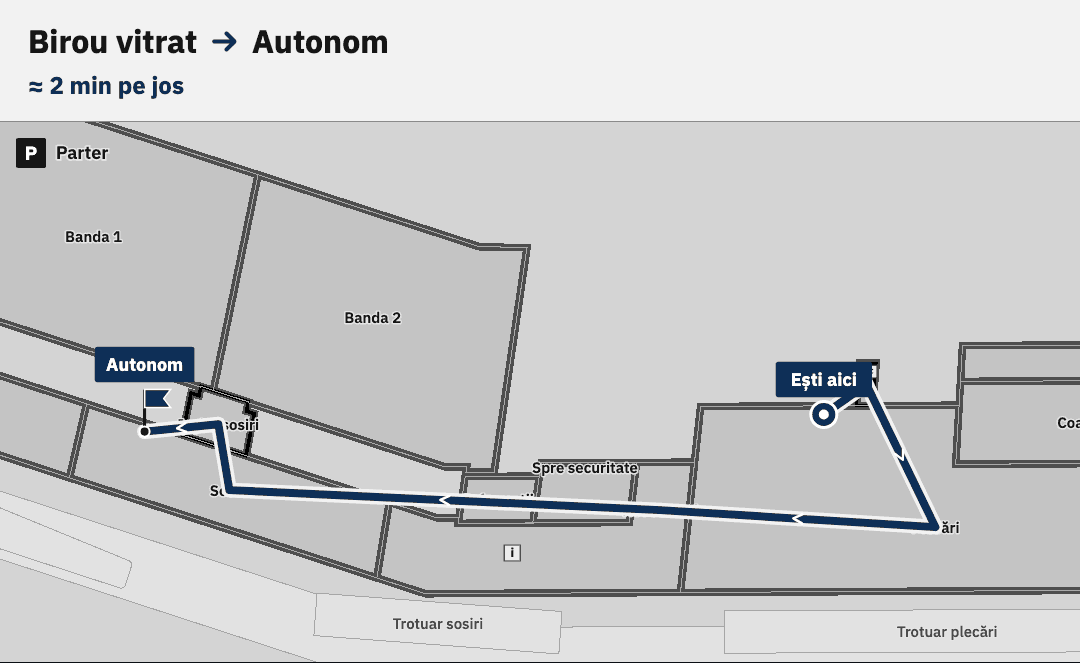 Birou vitrat → Autonom
≈ 2 min pe jos
P Parter
Banda 1
Banda 2
Autonom
Ești aici
sosiri
Spre securitate
i
Trotuar sosiri
Trotuar plecări